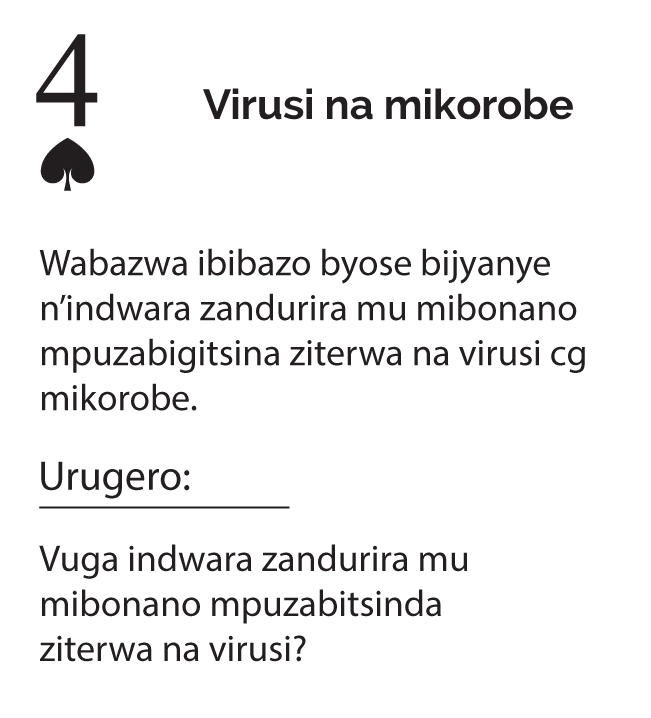 4
Virusi na mikorobe
Wabazwa ibibazo byose bijyanye
n’indwara zandurira mu mibonano
mpuzabigitsina ziterwa na virusi cg
mikorobe.
Urugero:
Vuga indwara zandurira mu
mibonano mpuzabitsinda
ziterwa na virusi?